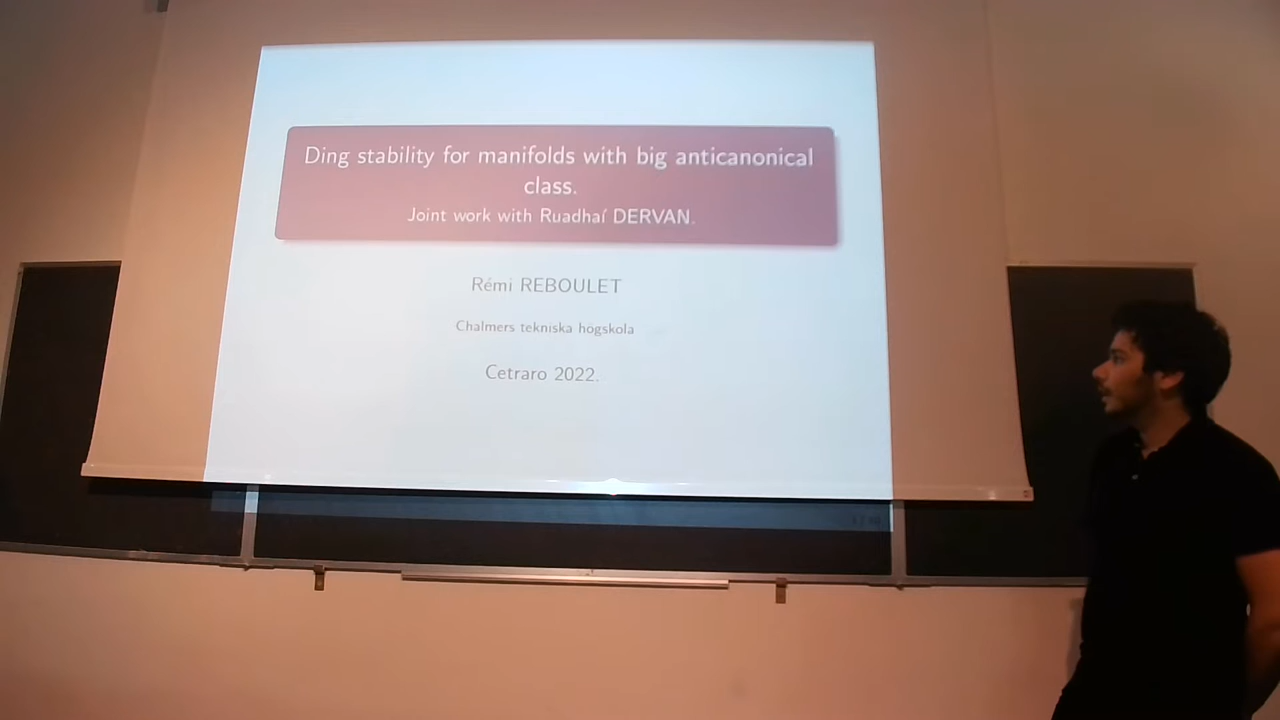 Ding stability for manifolds with big anticanonical
class.
Joint work with Ruadhaí DERVAN.
Rémi REBOULET
Chalmers tekniska högskola
Cetraro 2022.